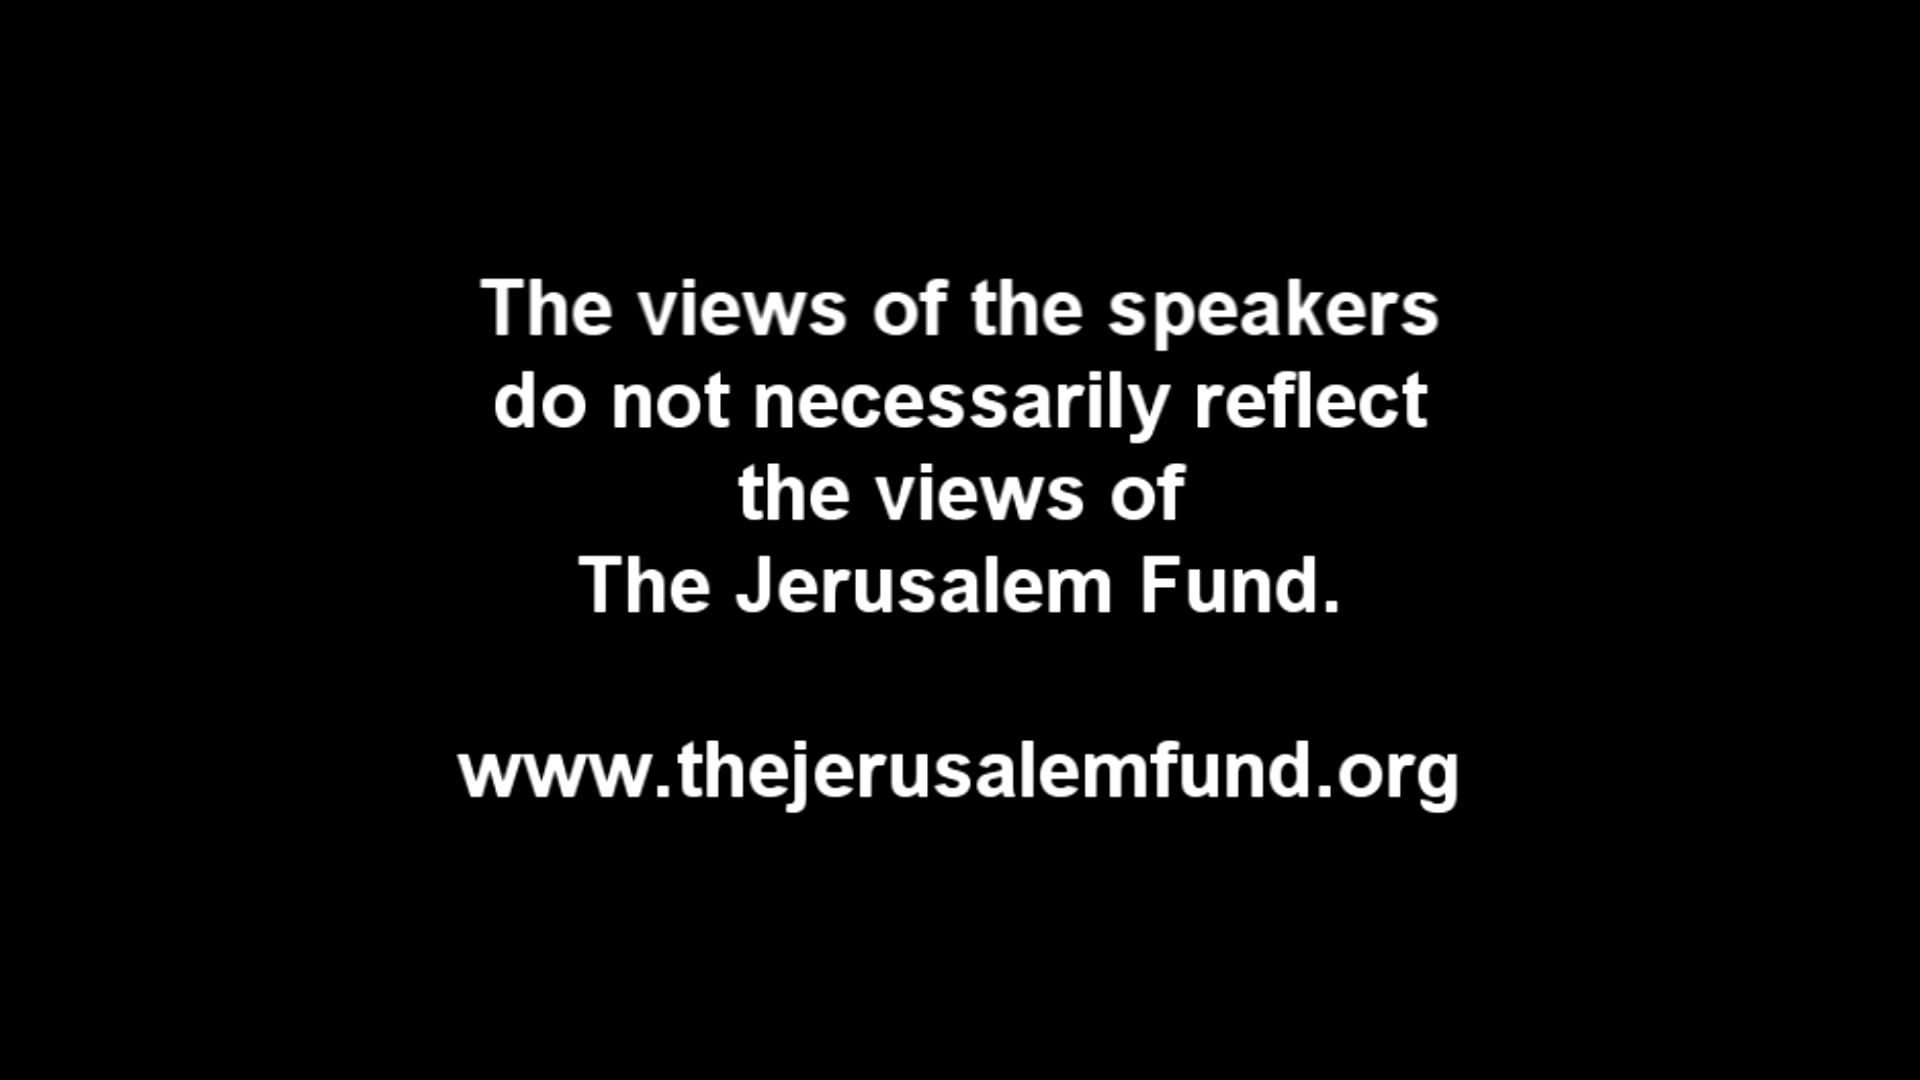 The views of the speakers
do not necessarily reflect
the views of
The Jerusalem Fund.
www.thejerusalemfund.org